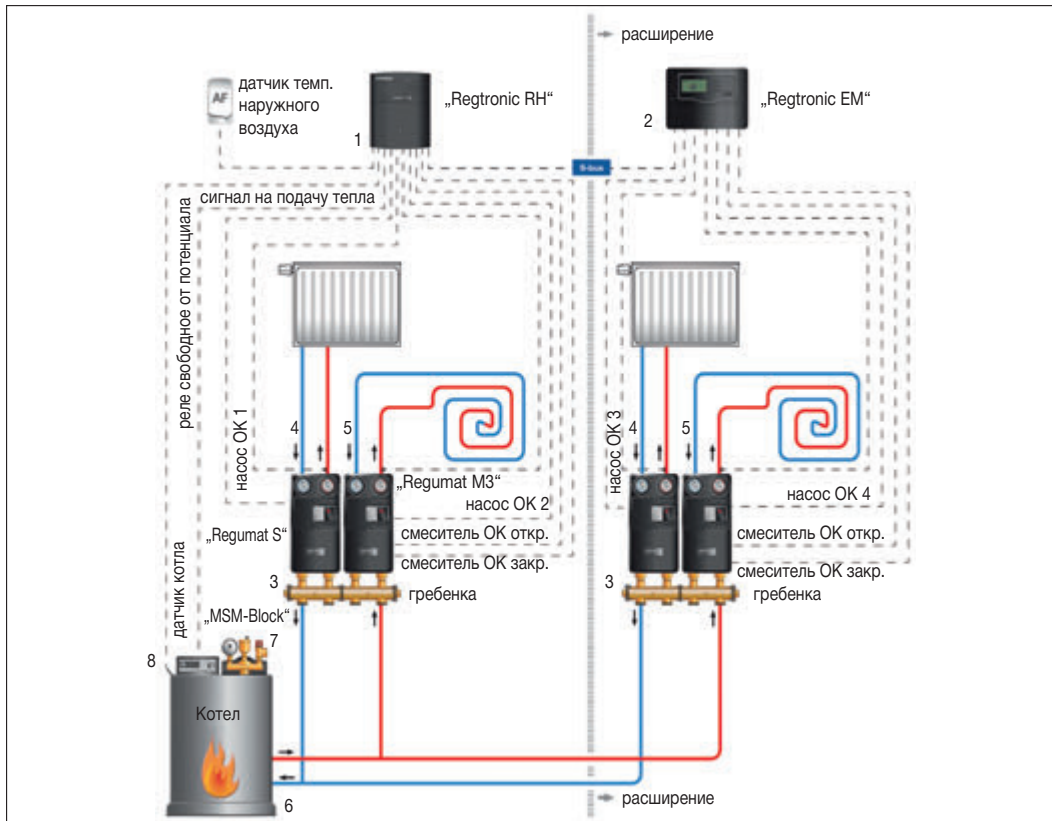 расширение
датчик темп.
наружного
воздуха
AF
1
„Regtronic RH“
2
„Regtronic EM“
S-bus
сигнал на подачу тепла
реле свободное от потенциала
насос ОК 1
4
5
насос ОК 3
4
5
„Regumat M3“
насос ОК 2
насос ОК 4
„Regumat S“
смеситель ОК откр.
смеситель ОК откр.
смеситель ОК закр.
смеситель ОК закр.
3
гребенка
3
гребенка
датчик котла
„MSM-Block“
7
8
Котел
6
расширение